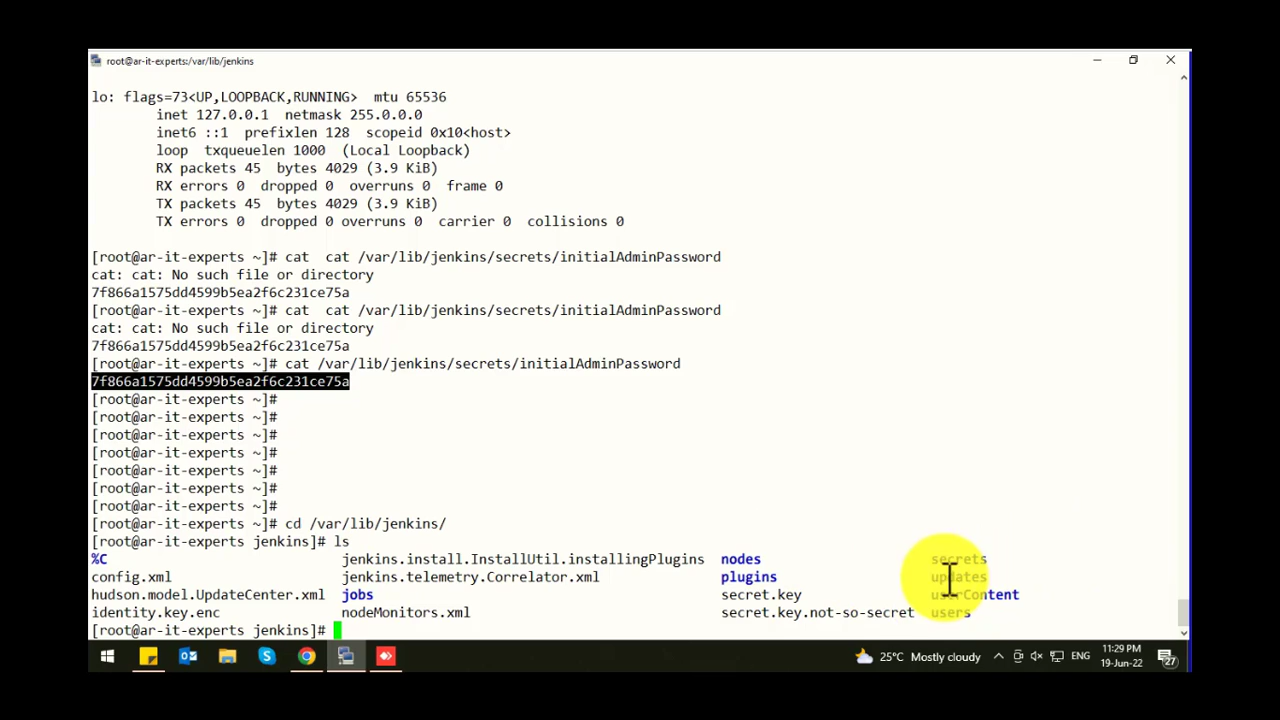 root@ar-it-experts:/var/lib/jenkins
lo: flags=73<UP,LOOPBACK,RUNNING> mtu 65536
inet 127.0.0.1 netmask 255.0.0.0
inet6 ::1 prefixlen 128 scopeid 0x10<host>
loop txqueuelen 1000 (Local Loopback)
RX packets 45 bytes 4029 (3.9 KiB)
RX errors 0 dropped 0 overruns 0 frame 0
TX packets 45 bytes 4029 (3.9 KiB)
TX errors 0 dropped 0 overruns 0 carrier 0 collisions 0
[root@ar-it-experts ~]# cat cat /var/lib/jenkins/secrets/initialAdminPassword
cat: cat: No such file or directory
7f866a1575dd4599b5ea2f6c231ce75a
[root@ar-it-experts ~]# cat cat /var/lib/jenkins/secrets/initialAdminPassword
cat: cat: No such file or directory
7f866a1575dd4599b5ea2f6c231ce75a
[root@ar-it-experts ~]# cat /var/lib/jenkins/secrets/initialAdminPassword
7f866a1575dd4599b5ea2f6c231ce75a
[root@ar-it-experts ~]#
[root@ar-it-experts ~]#
[root@ar-it-experts ~]#
[root@ar-it-experts ~]#
[root@ar-it-experts ~]#
[root@ar-it-experts ~]#
[root@ar-it-experts ~]#
[root@ar-it-experts ~]# cd /var/lib/jenkins/
[root@ar-it-experts jenkins]# ls
%C jenkins.install.InstallUtil.installingPlugins nodes secrets
config.xml jenkins.telemetry.Correlator.xml plugins updates
hudson.model.UpdateCenter.xml jobs secret.key userContent
identity.key.enc nodeMonitors.xml secret.key.not-so-secret users
[root@ar-it-experts jenkins]#
25°C Mostly cloudy ENG 11:29 PM
19-Jun-22 27